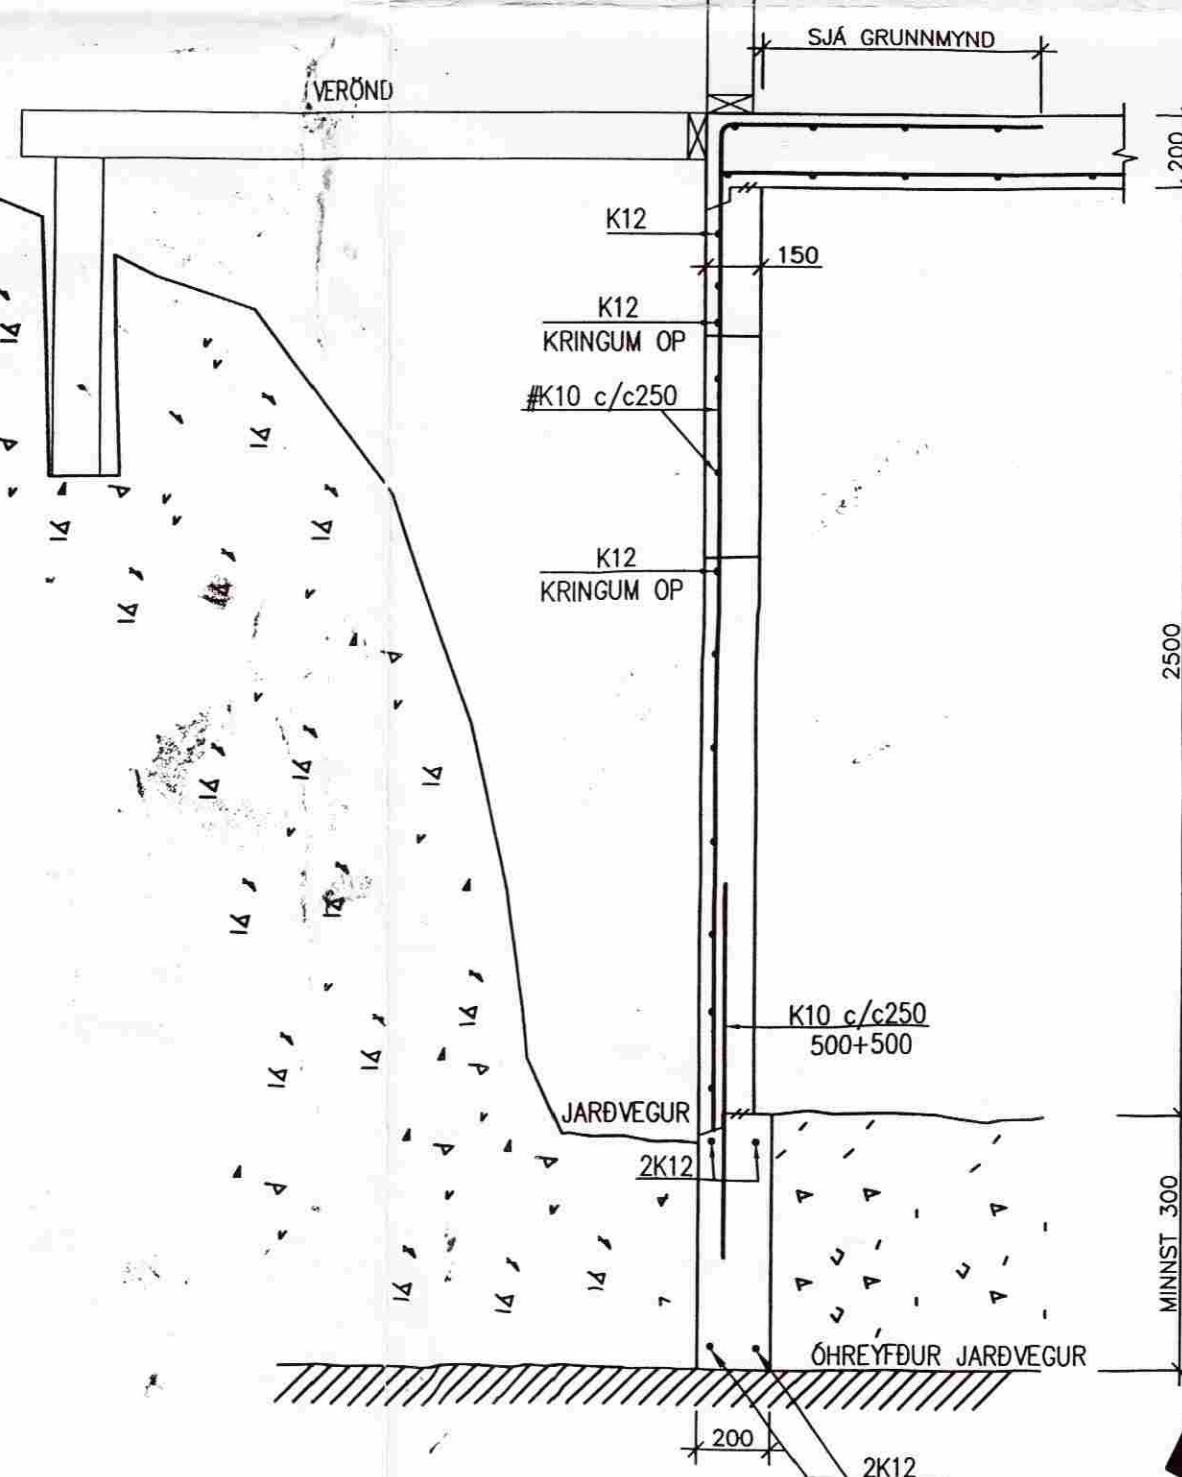 SJÁ GRUNNMYND
VERÖND
200
K12
150
K12
KRINGUM OP
#K10 c/c250
K12
KRINGUM OP
2500
K10 c/c250
500+500
JARÐVEGUR
2K12
MINNST 300
ÓHREYFÐUR JARÐVEGUR
200
2K12